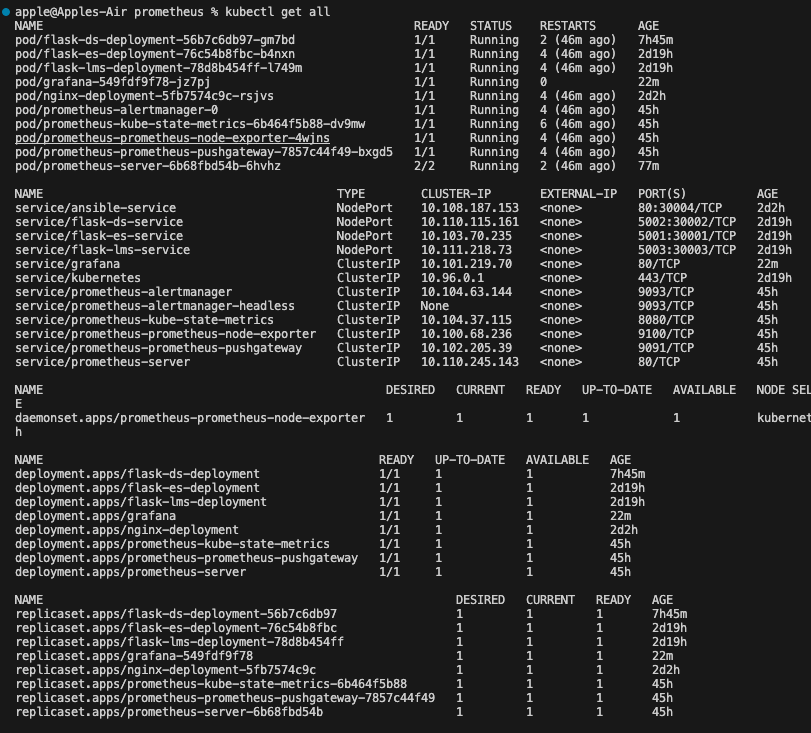 apple@Apples-Air prometheus % kubectl get all
NAME READY STATUS RESTARTS AGE
pod/flask-ds-deployment-56b7c6db97-gm7bd 1/1 Running 2 (46m ago) 7h45m
pod/flask-es-deployment-76c54b8fbc-b4nxn 1/1 Running 4 (46m ago) 2d19h
pod/flask-lms-deployment-78d8b454ff-l749m 1/1 Running 4 (46m ago) 2d19h
pod/grafana-549fdf9f78-jz7pj 1/1 Running 0 22m
pod/nginx-deployment-5fb7574c9c-rsjvs 1/1 Running 4 (46m ago) 2d2h
pod/prometheus-alertmanager-0 1/1 Running 4 (46m ago) 45h
pod/prometheus-kube-state-metrics-6b464f5b88-dv9mw 1/1 Running 6 (46m ago) 45h
pod/prometheus-prometheus-node-exporter-4wjns 1/1 Running 4 (46m ago) 45h
pod/prometheus-prometheus-pushgateway-7857c44f49-bxgd5 1/1 Running 4 (46m ago) 45h
pod/prometheus-server-6b68fbd54b-6hvhz 2/2 Running 2 (46m ago) 77m
NAME TYPE CLUSTER-IP EXTERNAL-IP PORT(S) AGE
service/ansible-service NodePort 10.108.187.153 <none> 80:30004/TCP 2d2h
service/flask-ds-service NodePort 10.110.115.161 <none> 5002:30002/TCP 2d19h
service/flask-es-service NodePort 10.103.70.235 <none> 5001:30001/TCP 2d19h
service/flask-lms-service NodePort 10.111.218.73 <none> 5003:30003/TCP 2d19h
service/grafana ClusterIP 10.101.219.70 <none> 80/TCP 22m
service/kubernetes ClusterIP 10.96.0.1 <none> 443/TCP 2d19h
service/prometheus-alertmanager ClusterIP 10.104.63.144 <none> 9093/TCP 45h
service/prometheus-alertmanager-headless ClusterIP None <none> 9093/TCP 45h
service/prometheus-kube-state-metrics ClusterIP 10.104.37.115 <none> 8080/TCP 45h
service/prometheus-prometheus-node-exporter ClusterIP 10.100.68.236 <none> 9100/TCP 45h
service/prometheus-prometheus-pushgateway ClusterIP 10.102.205.39 <none> 9091/TCP 45h
service/prometheus-server ClusterIP 10.110.245.143 <none> 80/TCP 45h
NAME DESIRED CURRENT READY UP-TO-DATE AVAILABLE NODE SEL
E
daemonset.apps/prometheus-prometheus-node-exporter 1 1 1 1 1 kubernet
h
NAME READY UP-TO-DATE AVAILABLE AGE
deployment.apps/flask-ds-deployment 1/1 1 1 7h45m
deployment.apps/flask-es-deployment 1/1 1 1 2d19h
deployment.apps/flask-lms-deployment 1/1 1 1 2d19h
deployment.apps/grafana 1/1 1 1 22m
deployment.apps/nginx-deployment 1/1 1 1 2d2h
deployment.apps/prometheus-kube-state-metrics 1/1 1 1 45h
deployment.apps/prometheus-prometheus-pushgateway 1/1 1 1 45h
deployment.apps/prometheus-server 1/1 1 1 45h
NAME DESIRED CURRENT READY AGE
replicaset.apps/flask-ds-deployment-56b7c6db97 1 1 1 7h45m
replicaset.apps/flask-es-deployment-76c54b8fbc 1 1 1 2d19h
replicaset.apps/flask-lms-deployment-78d8b454ff 1 1 1 2d19h
replicaset.apps/grafana-549fdf9f78 1 1 1 22m
replicaset.apps/nginx-deployment-5fb7574c9c 1 1 1 2d2h
replicaset.apps/prometheus-kube-state-metrics-6b464f5b88 1 1 1 45h
replicaset.apps/prometheus-prometheus-pushgateway-7857c44f49 1 1 1 45h
replicaset.apps/prometheus-server-6b68fbd54b 1 1 1 45h